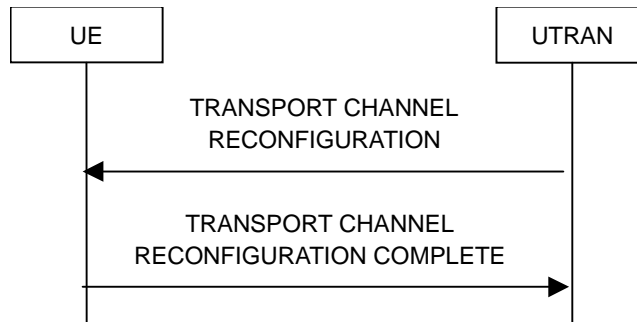 UE
UTRAN
TRANSPORT CHANNEL
RECONFIGURATION
TRANSPORT CHANNEL
RECONFIGURATION COMPLETE